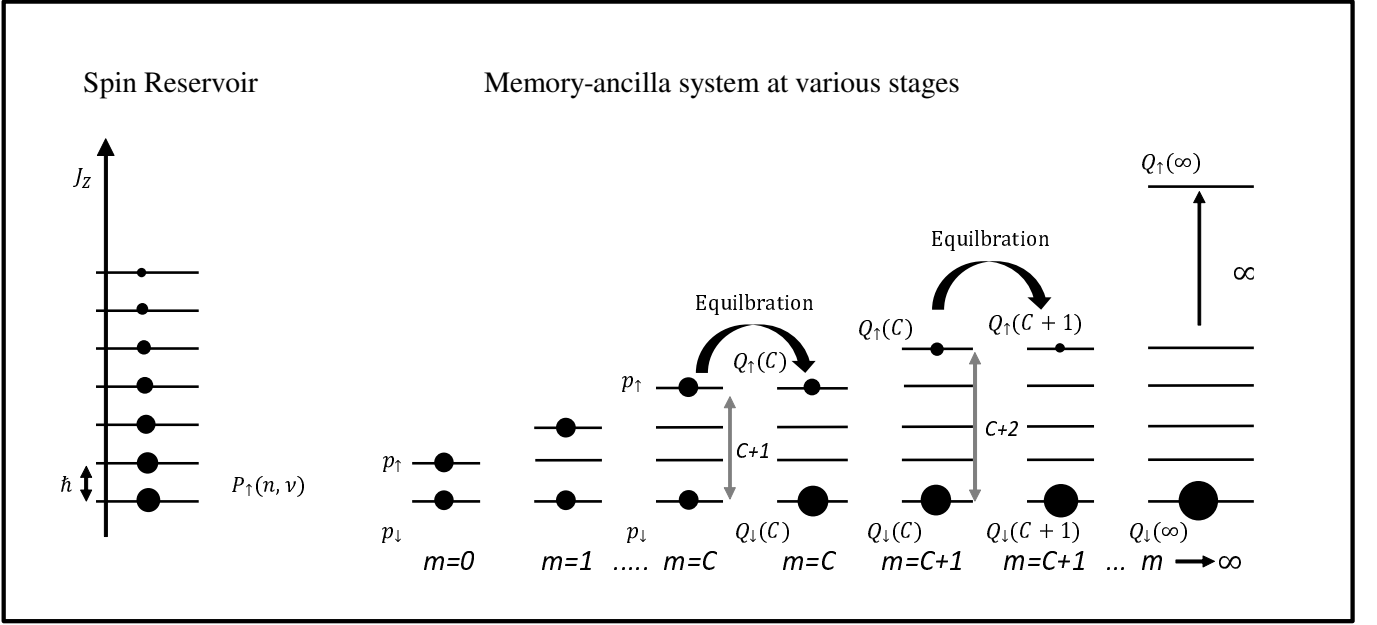 Spin Reservoir
Memory-ancilla system at various stages
J_Z
ħ
P↑(n, ν)
p↑
p↓
m=0
m=1
.....
p↑
p↓
m=C
C+1
Equilbration
Q↑(C)
Q↓(C)
m=C
Q↑(C)
Q↓(C)
m=C+1
C+2
Equilbration
Q↑(C + 1)
Q↓(C + 1)
m=C+1
...
Q↑(∞)
∞
Q↓(∞)
m ➞ ∞